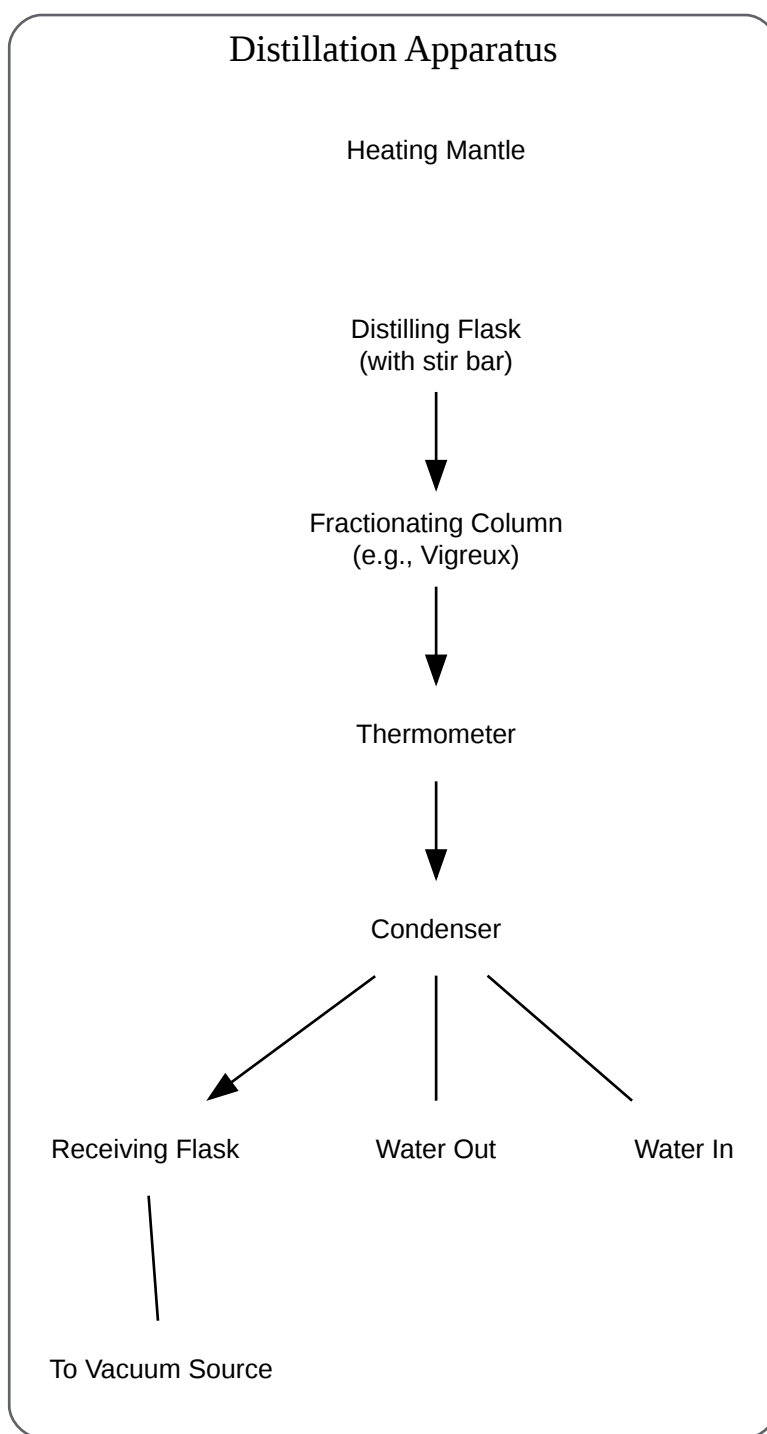 Distillation Apparatus
Heating Mantle
Distilling Flask
(with stir bar)
Fractionating Column
(e.g., Vigreux)
Thermometer
Condenser
Receiving Flask
Water Out
Water In
To Vacuum Source